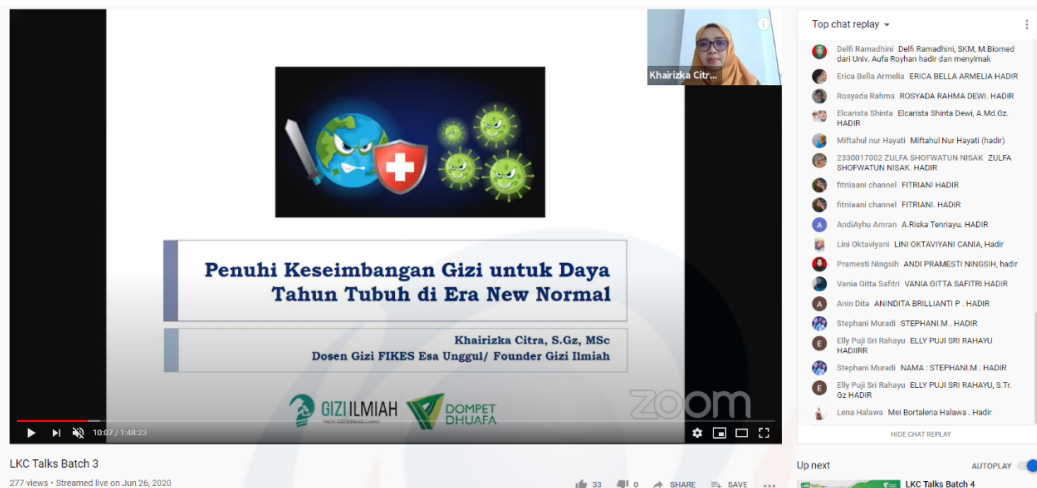 Khairizka Citr...
Penuhi Keseimbangan Gizi untuk Daya
Tahun Tubuh di Era New Normal
Khairizka Citra, S.Gz, MSc
Dosen Gizi FIKES Esa Unggul/ Founder Gizi Ilmiah
GIZI ILMIAH
DOMPET
DHUAFA
zoom
10:07 / 1:48:23
LKC Talks Batch 3
277 views • Streamed live on Jun 26, 2020
33
0
SHARE
SAVE
Top chat replay
Delfi Ramadhini Delfi Ramadhini, SKM, M.Biomed
dari Univ. Aufa Royhan hadir dan menyimak
Erica Bella Armelia ERICA BELLA ARMELIA HADIR
Rosyada Rahma ROSYADA RAHMA DEWI. HADIR
Elcarista Shinta Elcarista Shinta Dewi, A.Md.Gz.
HADIR
Miftahul nur Hayati Miftahul Nur Hayati (hadir)
2330017002 ZULFA SHOFWATUN NISAK ZULFA
SHOFWATUN NISAK. HADIR
fitriiaani channel FITRIANI HADIR
fitriiaani channel FITRIANI. HADIR
A
AndiAyhu Amran A.Riska Tenriayu. HADIR
Lini Oktaviyani LINI OKTAVIYANI CANIA, Hadir
Pramesti Ningsih ANDI PRAMESTI NINGSIH, hadir
Vania Gitta Safitri VANIA GITTA SAFITRI HADIR
A
Anin Dita ANINDITA BRILLIANTI P . HADIR
Stephani Muradi STEPHANI.M . HADIR
E
Elly Puji Sri Rahayu ELLY PUJI SRI RAHAYU
HADIIRR
Stephani Muradi NAMA : STEPHANI.M . HADIR
E
Elly Puji Sri Rahayu ELLY PUJI SRI RAHAYU, S.Tr.
Gz HADIR
Lena Halawa Mei Bortalena Halawa . Hadir
HIDE CHAT REPLAY
Up next
AUTOPLAY
LKC Talks Batch 4